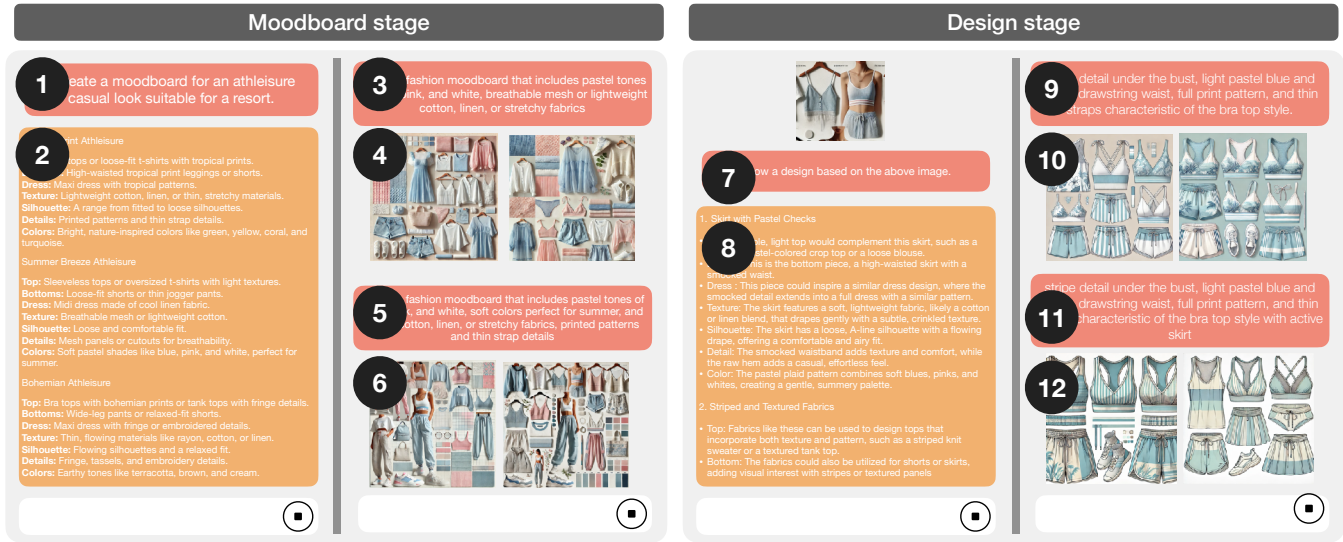 Moodboard stage
1
eate a moodboard for an athleisure
casual look suitable for a resort.
2
int Athleisure
tops or loose-fit t-shirts with tropical prints.
High-waisted tropical print leggings or shorts.
Dress: Maxi dress with tropical patterns.
Texture: Lightweight cotton, linen, or thin, stretchy materials.
Silhouette: A range from fitted to loose silhouettes.
Details: Printed patterns and thin strap details.
Colors: Bright, nature-inspired colors like green, yellow, coral, and
turquoise.
Summer Breeze Athleisure
Top: Sleeveless tops or oversized t-shirts with light textures.
Bottoms: Loose-fit shorts or thin jogger pants.
Dress: Midi dress made of cool linen fabric.
Texture: Breathable mesh or lightweight cotton.
Silhouette: Loose and comfortable fit.
Details: Mesh panels or cutouts for breathability.
Colors: Soft pastel shades like blue, pink, and white, perfect for
summer.
Bohemian Athleisure
Top: Bra tops with bohemian prints or tank tops with fringe details.
Bottoms: Wide-leg pants or relaxed-fit shorts.
Dress: Maxi dress with fringe or embroidered details.
Texture: Thin, flowing materials like rayon, cotton, or linen.
Silhouette: Flowing silhouettes and a relaxed fit.
Details: Fringe, tassels, and embroidery details.
Colors: Earthy tones like terracotta, brown, and cream.
3
fashion moodboard that includes pastel tones
ink, and white, breathable mesh or lightweight
cotton, linen, or stretchy fabrics
4
5
fashion moodboard that includes pastel tones of
, and white, soft colors perfect for summer, and
otton, linen, or stretchy fabrics, printed patterns
and thin strap details
6
Design stage
7
ow a design based on the above image.
8
1. Skirt with Pastel Checks
le, light top would complement this skirt, such as a
stel-colored crop top or a loose blouse.
his is the bottom piece, a high-waisted skirt with a
smocked waist.
• Dress : This piece could inspire a similar dress design, where the
smocked detail extends into a full dress with a similar pattern.
• Texture: The skirt features a soft, lightweight fabric, likely a cotton
or linen blend, that drapes gently with a subtle, crinkled texture.
• Silhouette: The skirt has a loose, A-line silhouette with a flowing
drape, offering a comfortable and airy fit.
• Detail: The smocked waistband adds texture and comfort, while
the raw hem adds a casual, effortless feel.
• Color: The pastel plaid pattern combines soft blues, pinks, and
whites, creating a gentle, summery palette.
2. Striped and Textured Fabrics
• Top: Fabrics like these can be used to design tops that
incorporate both texture and pattern, such as a striped knit
sweater or a textured tank top.
• Bottom: The fabrics could also be utilized for shorts or skirts,
adding visual interest with stripes or textured panels
9
detail under the bust, light pastel blue and
drawstring waist, full print pattern, and thin
straps characteristic of the bra top style.
10
11
stripe detail under the bust, light pastel blue and
drawstring waist, full print pattern, and thin
characteristic of the bra top style with active
skirt
12